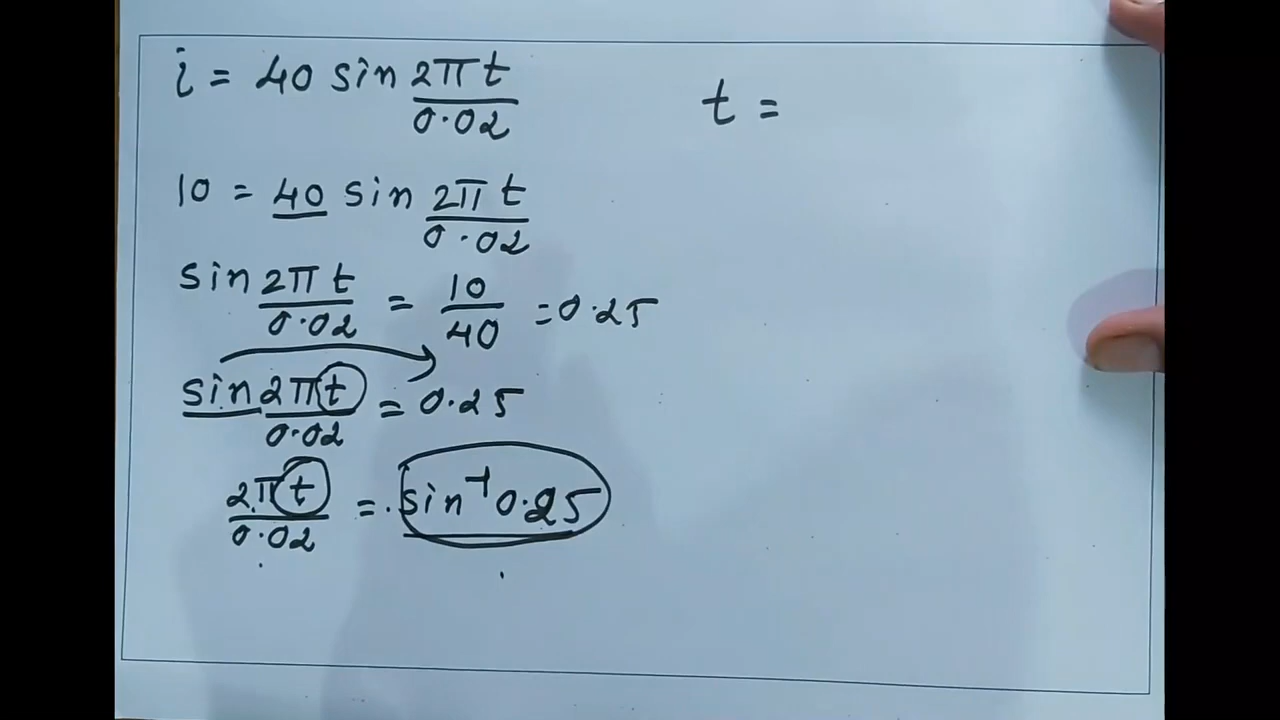 i = 40 sin 2πt/0.02
t =
10 = 40 sin 2πt/0.02
sin 2πt/0.02 = 10/40 = 0.25
sin 2πt/0.02 = 0.25
2πt/0.02 = sin⁻¹ 0.25